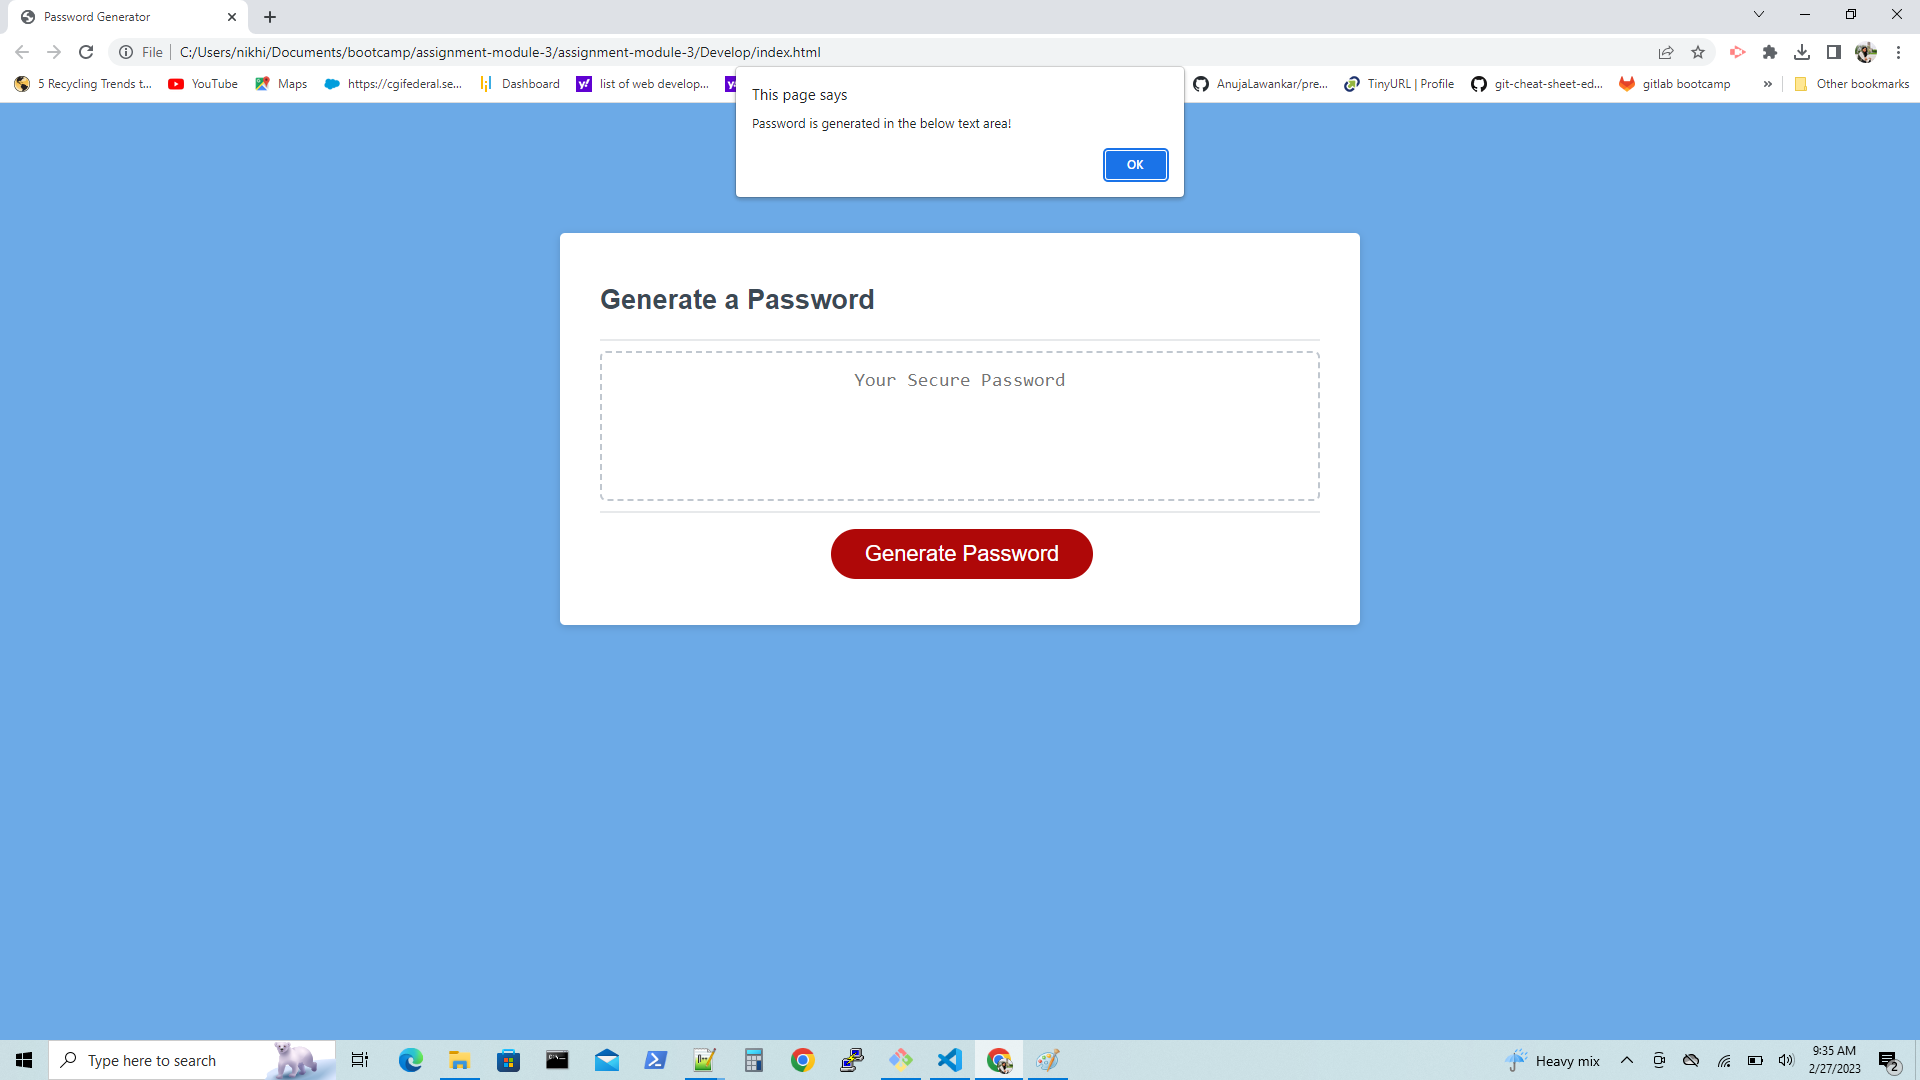 Password Generator
File
C:/Users/nikhi/Documents/bootcamp/assignment-module-3/assignment-module-3/Develop/index.html
5 Recycling Trends t...
YouTube
Maps
https://cgifederal.se...
Dashboard
list of web develop...
AnujaLawankar/pre...
TinyURL | Profile
git-cheat-sheet-ed...
gitlab bootcamp
»
Other bookmarks
This page says
Password is generated in the below text area!
OK
Generate a Password
Your Secure Password
Generate Password
Type here to search
Heavy mix
9:35 AM
2/27/2023
2